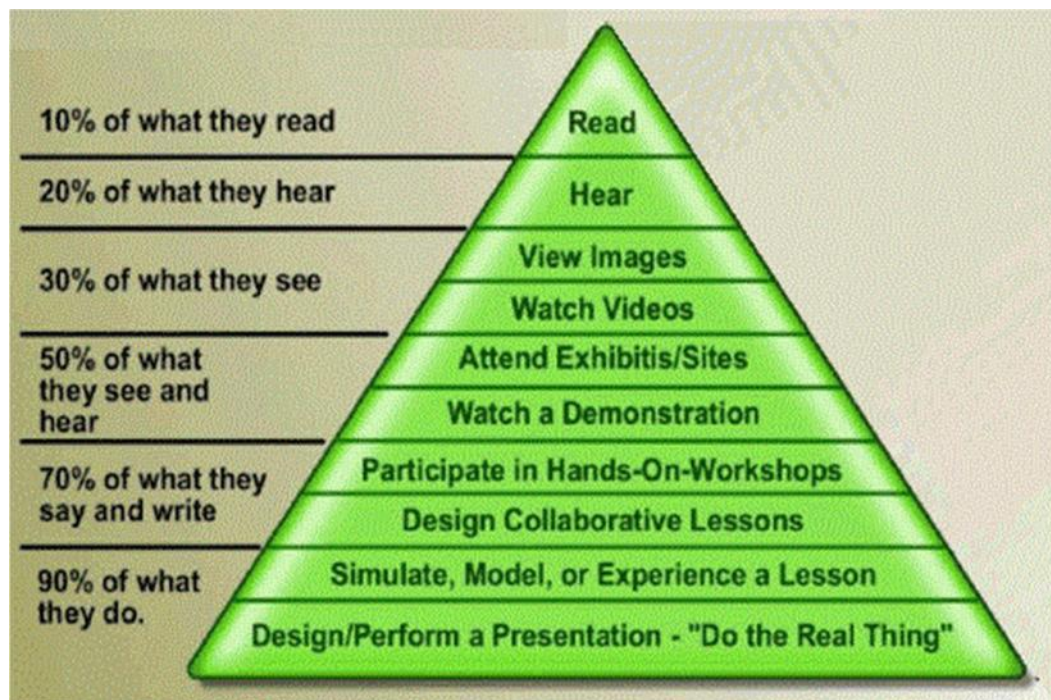 10% of what they read
Read
20% of what they hear
Hear
30% of what they see
View Images
Watch Videos
50% of what
they see and
hear
Attend Exhibitis/Sites
Watch a Demonstration
70% of what they
say and write
Participate in Hands-On-Workshops
Design Collaborative Lessons
90% of what
they do.
Simulate, Model, or Experience a Lesson
Design/Perform a Presentation - "Do the Real Thing"